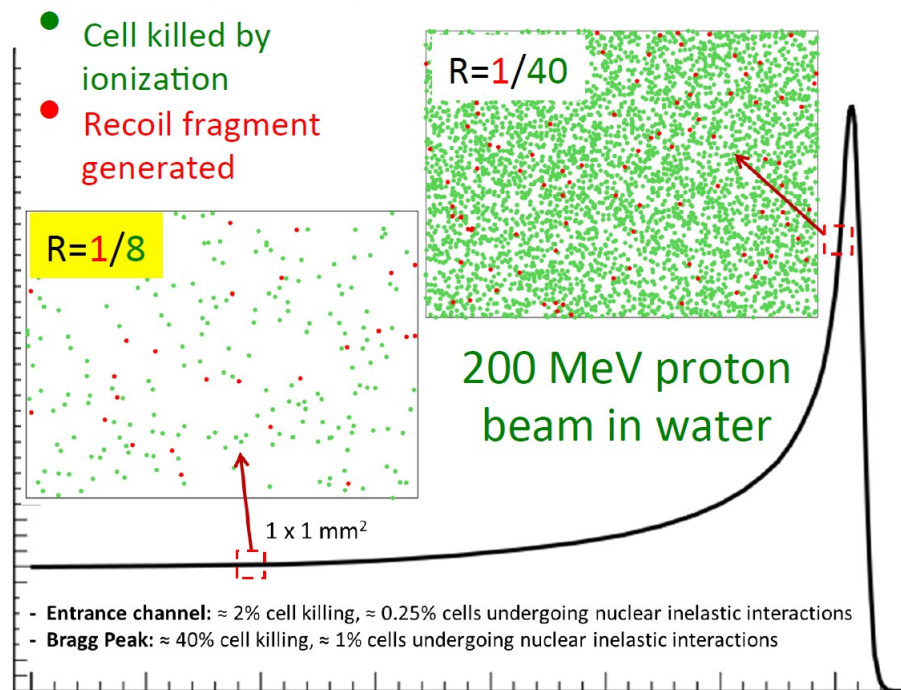 Cell killed by
ionization
Recoil fragment
generated
R=1/40
R=1/8
200 MeV proton
beam in water
1 x 1 mm²
- Entrance channel: ≈ 2% cell killing, ≈ 0.25% cells undergoing nuclear inelastic interactions
- Bragg Peak: ≈ 40% cell killing, ≈ 1% cells undergoing nuclear inelastic interactions